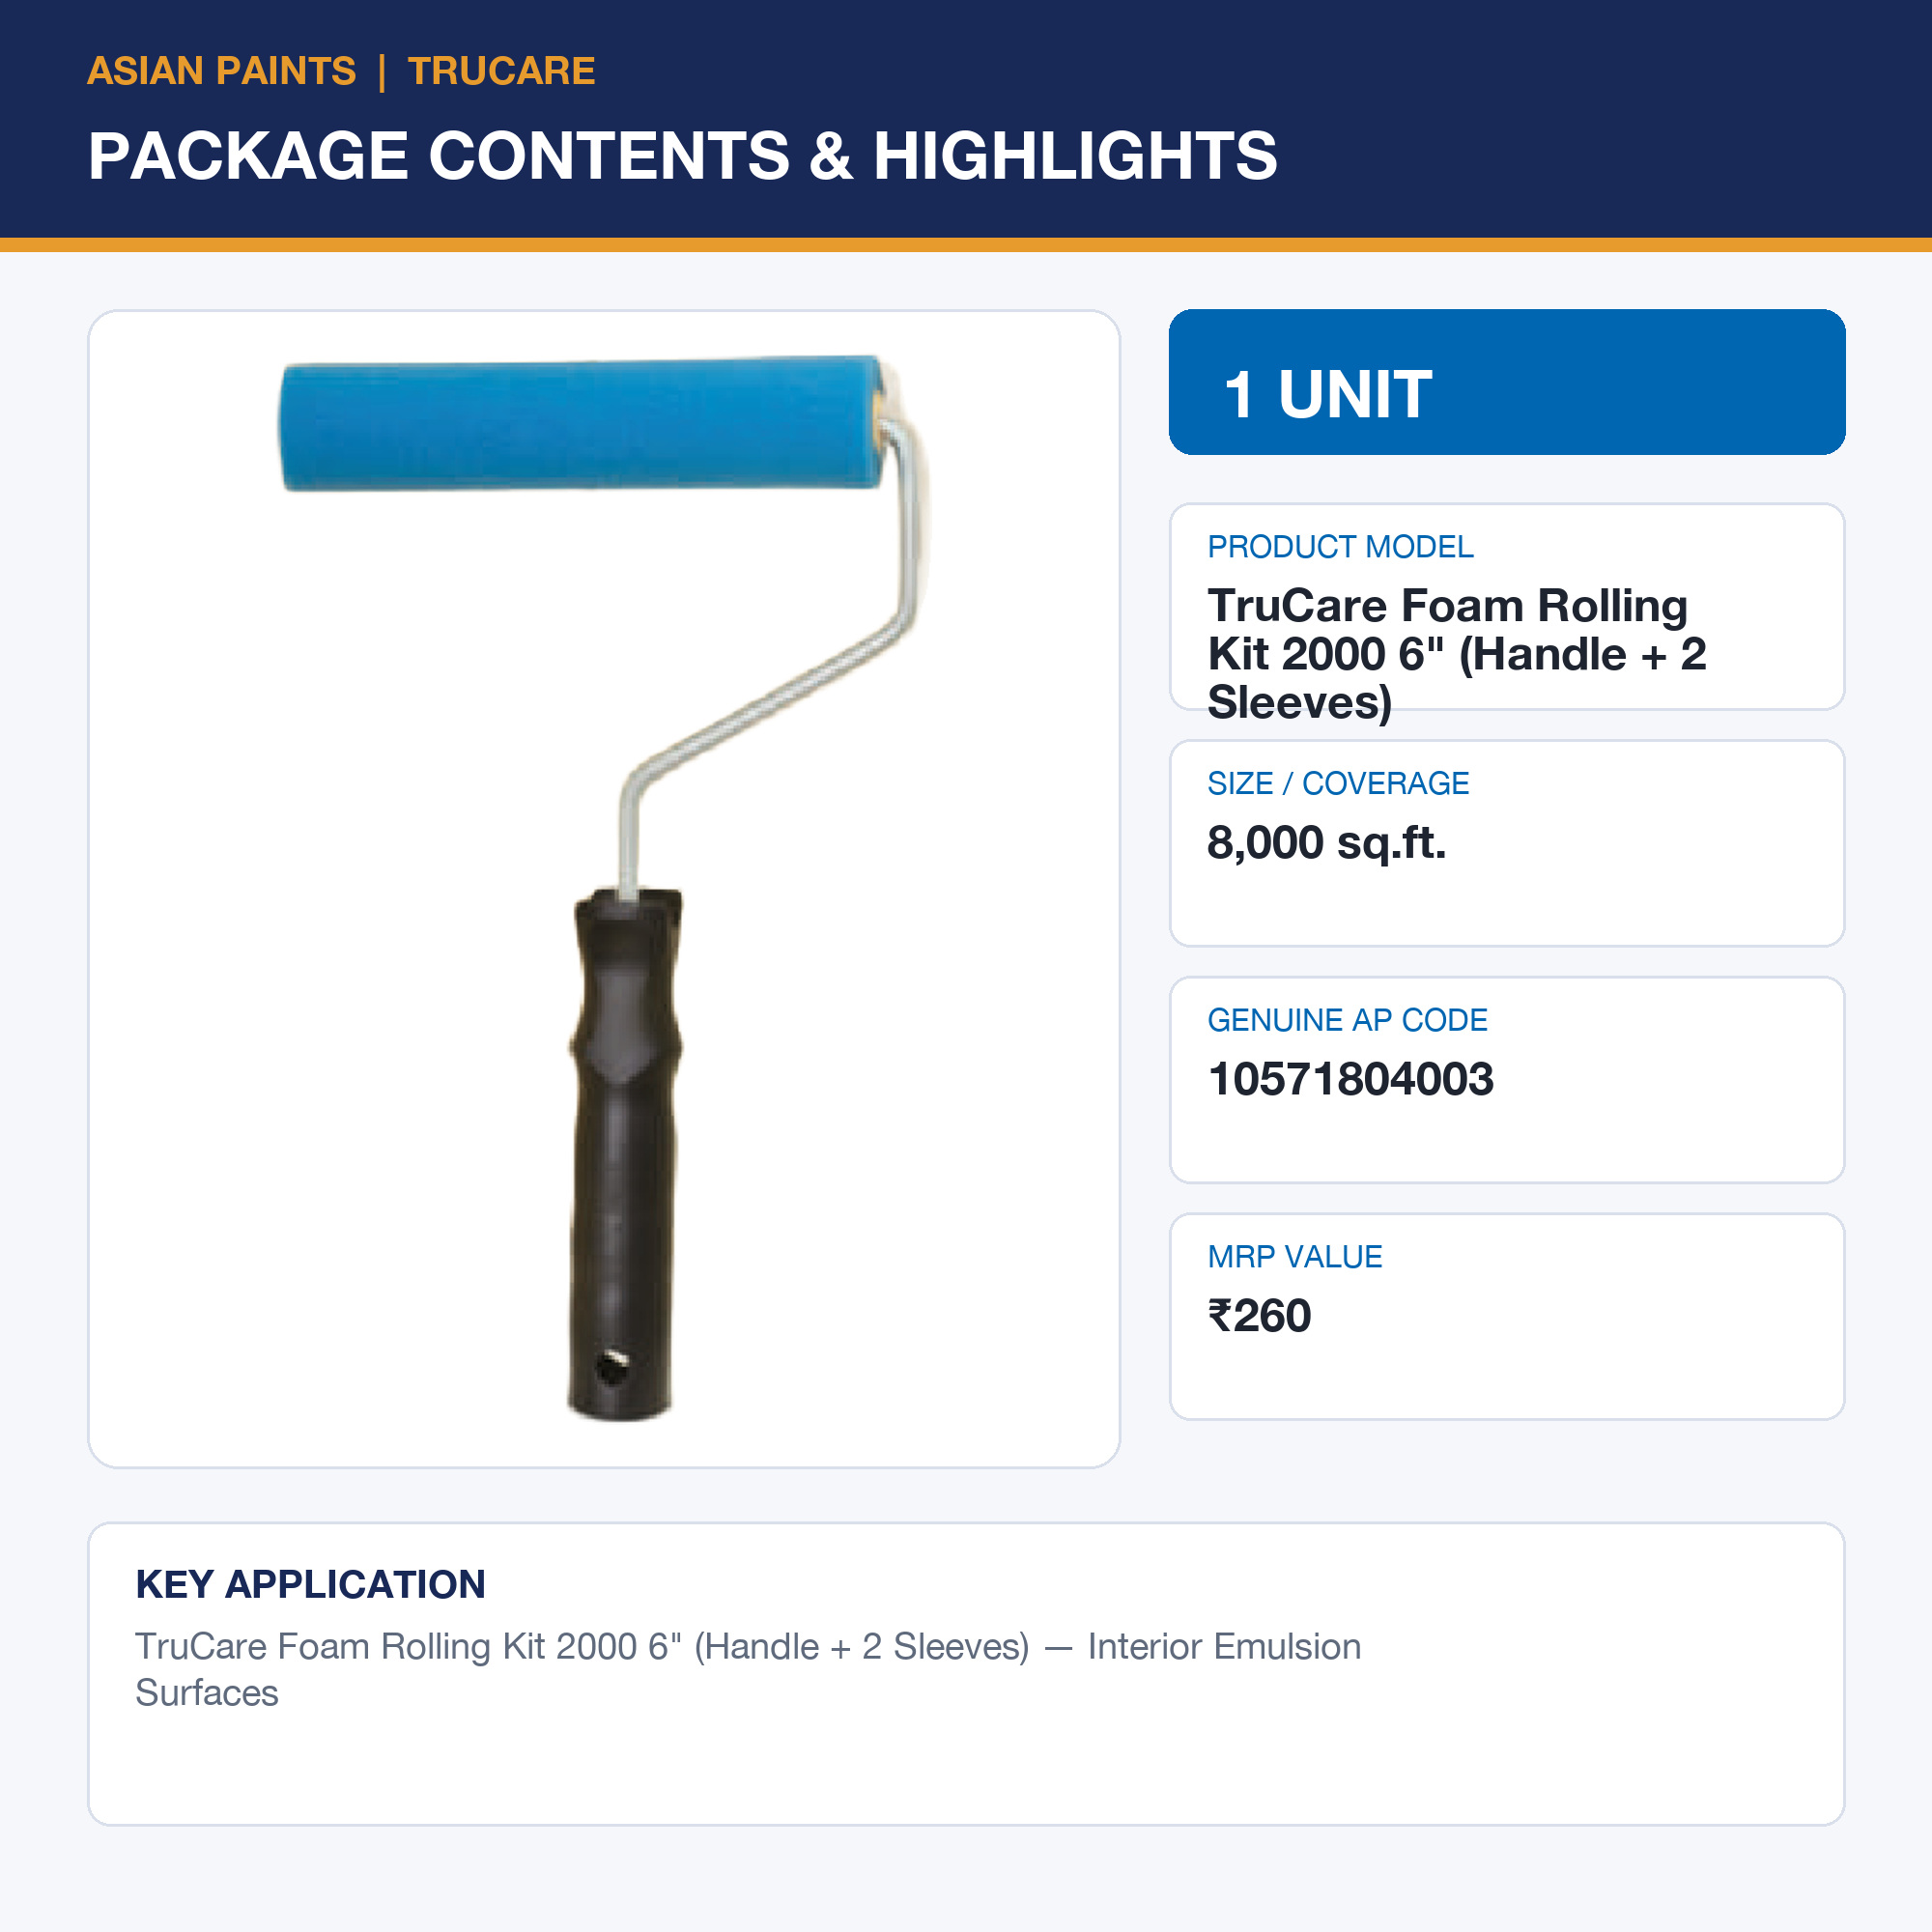 ASIAN PAINTS | TRUCARE
PACKAGE CONTENTS & HIGHLIGHTS
1 UNIT
PRODUCT MODEL
TruCare Foam Rolling
Kit 2000 6" (Handle + 2
Sleeves)
SIZE / COVERAGE
8,000 sq.ft.
GENUINE AP CODE
10571804003
MRP VALUE
₹260
KEY APPLICATION
TruCare Foam Rolling Kit 2000 6" (Handle + 2 Sleeves) — Interior Emulsion
Surfaces